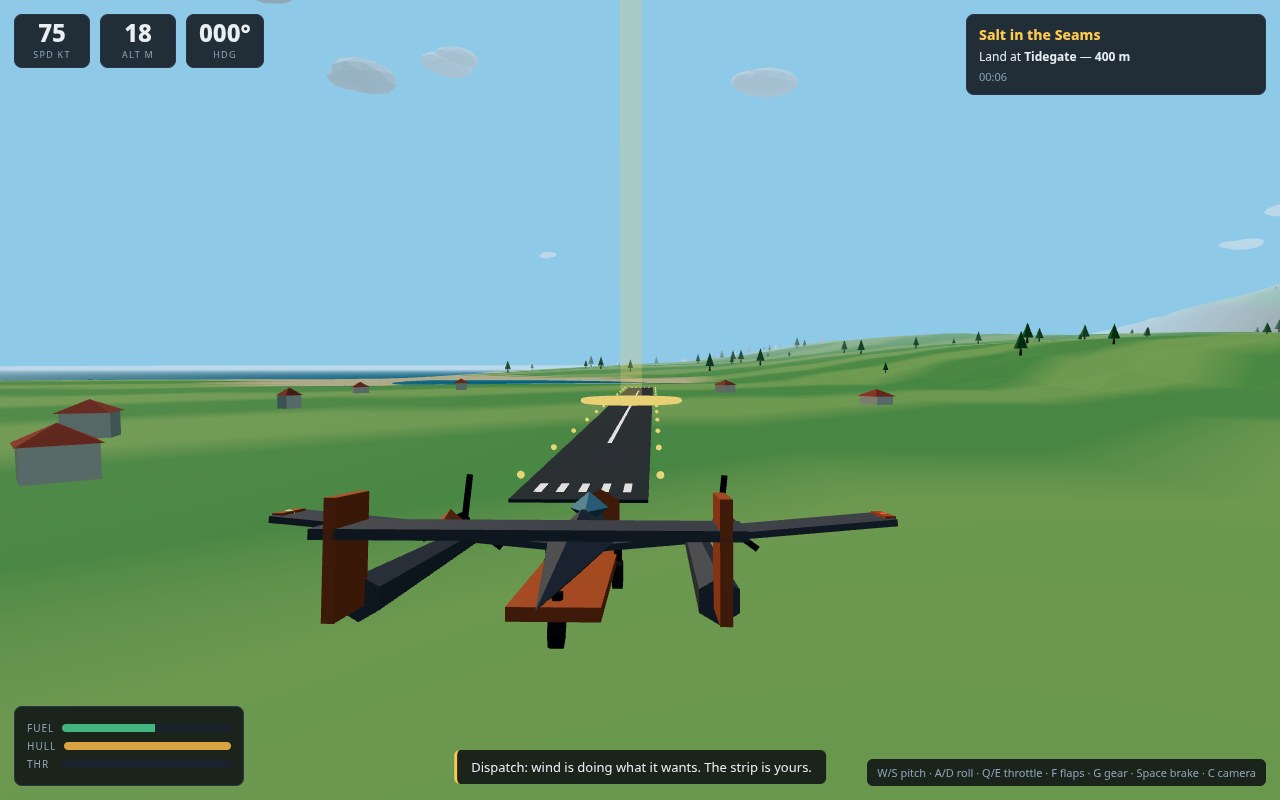 75
SPD KT
18
ALT M
000°
HDG
Salt in the Seams
Land at Tidegate — 400 m
00:06
FUEL
HULL
THR
Dispatch: wind is doing what it wants. The strip is yours.
W/S pitch · A/D roll · Q/E throttle · F flaps · G gear · Space brake · C camera